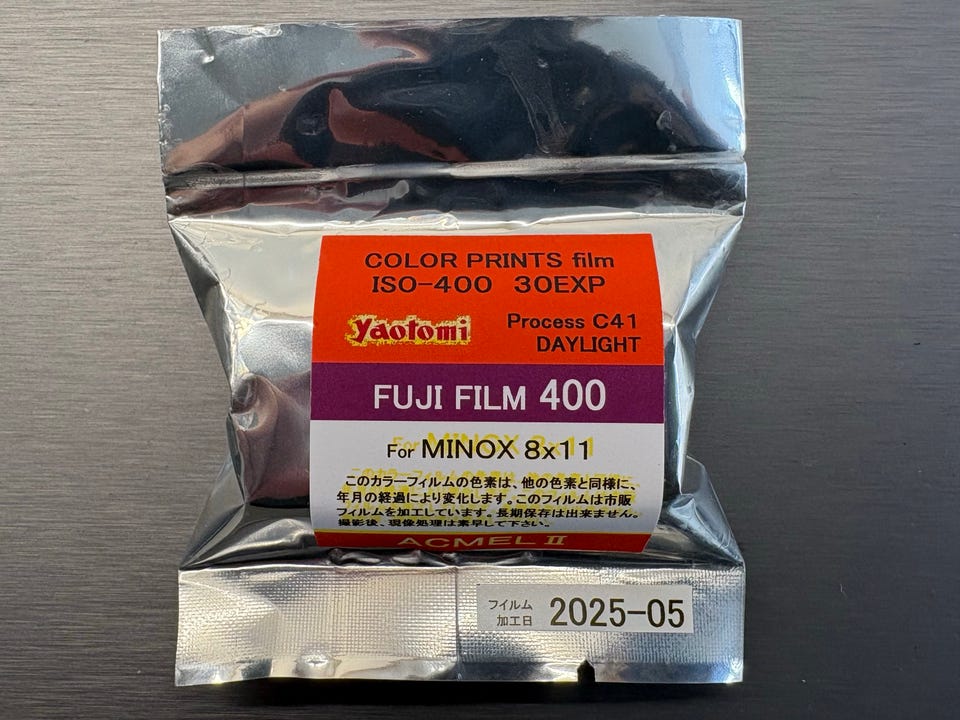 COLOR PRINTS film
ISO-400 30EXP
yaotomi
Process C41
DAYLIGHT
FUJI FILM 400
For MINOX 8x11
このカラーフィルムの色素は、他の色素と同様に、
年月の経過により変化します。このフィルムは市販
フィルムを加工しています。長期保存は出来ません。
撮影後、現像処理は素早して下さい。
ACMEL II
フイルム
加工日
2025-05